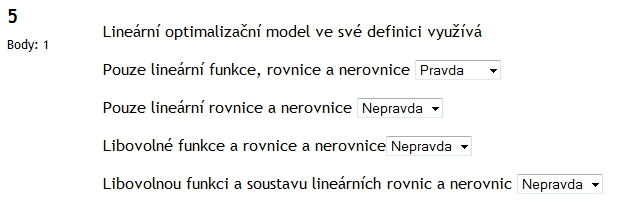 5
Body: 1
Lineární optimalizační model ve své definici využívá
Pouze lineární funkce, rovnice a nerovnice Pravda
Pouze lineární rovnice a nerovnice Nepravda
Libovolné funkce a rovnice a nerovnice Nepravda
Libovolnou funkci a soustavu lineárních rovnic a nerovnic Nepravda